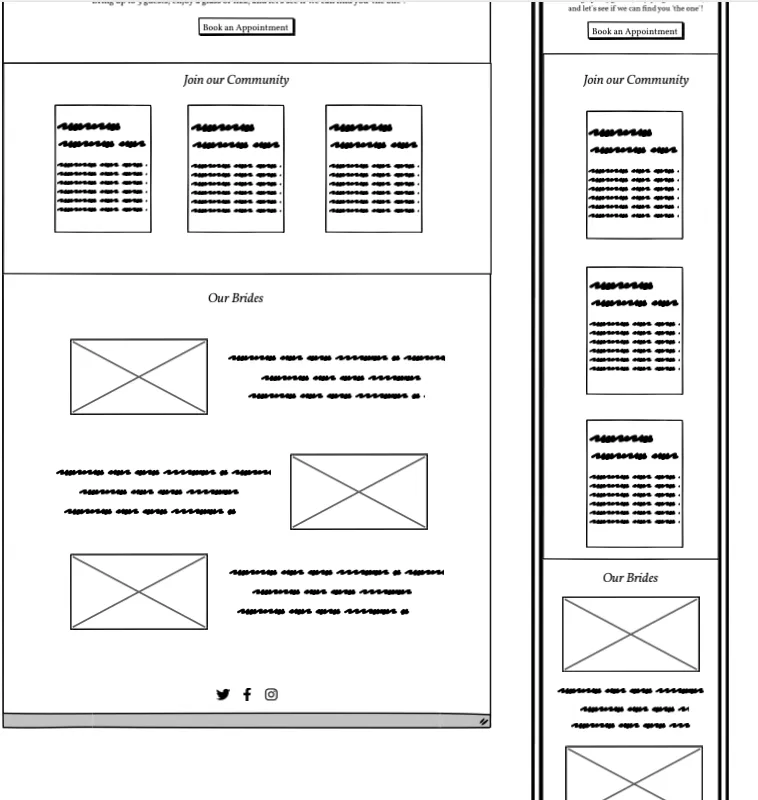 Book an Appointment
Join our Community
Our Brides
and let's see if we can find you 'the one'!
Book an Appointment
Join our Community
Our Brides